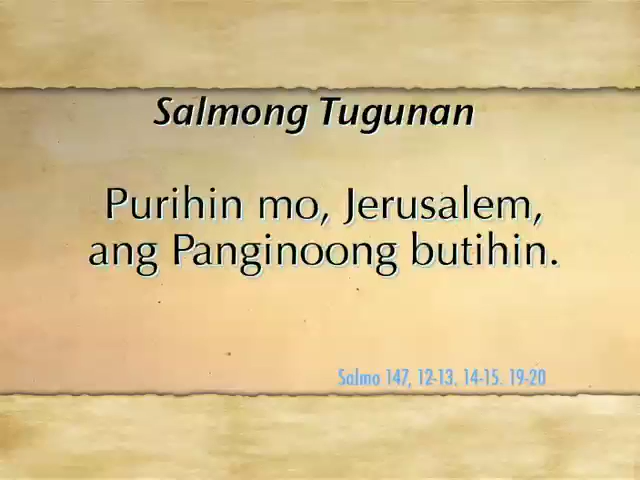 Salmong Tugunan
Purihin mo, Jerusalem,
ang Panginoong butihin.
Salmo 147, 12-13. 14-15. 19-20